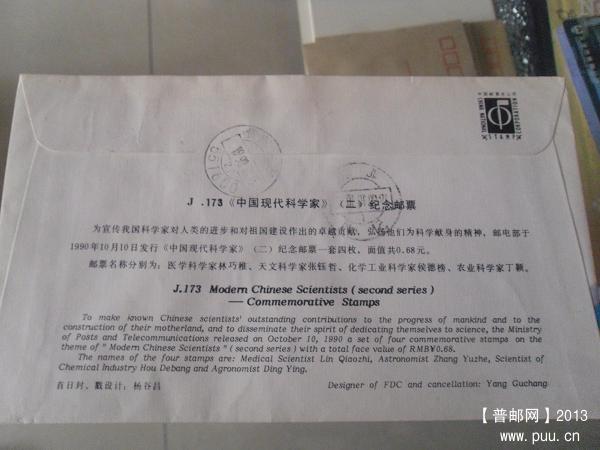 CHINA NATIONAL
STAMP
CORPORATION
J .173《中国现代科学家》（二）纪念邮票
为宣传我国科学家对人类的进步和对祖国建设作出的卓越贡献，弘扬他们为科学献身的精神，邮电部于
1990年10月10日发行《中国现代科学家》（二）纪念邮票一套四枚，面值共0.68元。
邮票名称分别为：医学科学家林巧稚、天文科学家张钰哲、化学工业科学家侯德榜、农业科学家丁颖。
J.173 Modern Chinese Scientists ( second series )
— Commemorative Stamps
To make known Chinese scientists' outstanding contributions to the progress of mankind and to the
construction of their motherland, and to disseminate their spirit of dedicating themselves to science, the Ministry
of Posts and Telecommunications released on October 10, 1990 a set of four commemorative stamps on the
theme of " Modern Chinese Scientists " ( second series ) with a total face value of RMB¥0.68.
The names of the four stamps are: Medical Scientist Lin Qiaozhi, Astronomist Zhang Yuzhe, Scientist of
Chemical Industry Hou Debang and Agronomist Ding Ying.
首日封、戳设计：杨谷昌 Designer of FDC and cancellation: Yang Guchang
【普邮网】2013
www.puu.cn